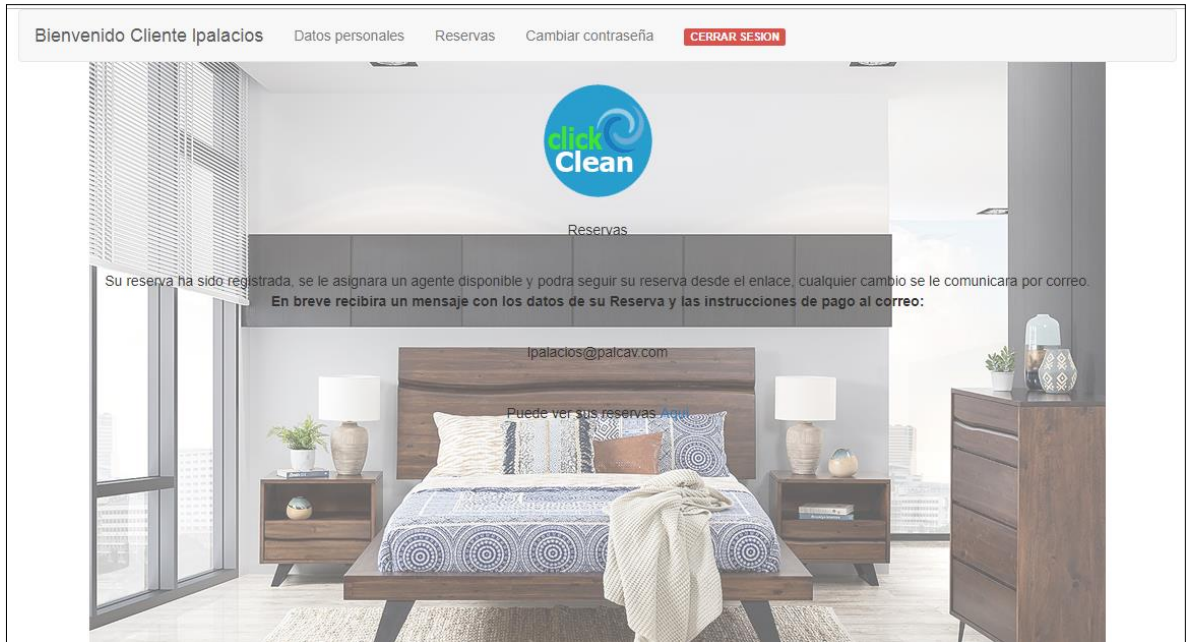 Bienvenido Cliente lpalacios Datos personales Reservas Cambiar contraseña CERRAR SESION
click
Clean
Reservas
Su reserva ha sido registrada, se le asignara un agente disponible y podra seguir su reserva desde el enlace, cualquier cambio se le comunicara por correo.
En breve recibira un mensaje con los datos de su Reserva y las instrucciones de pago al correo:
lpalacios@palcav.com
Puede ver sus reservas Aqui